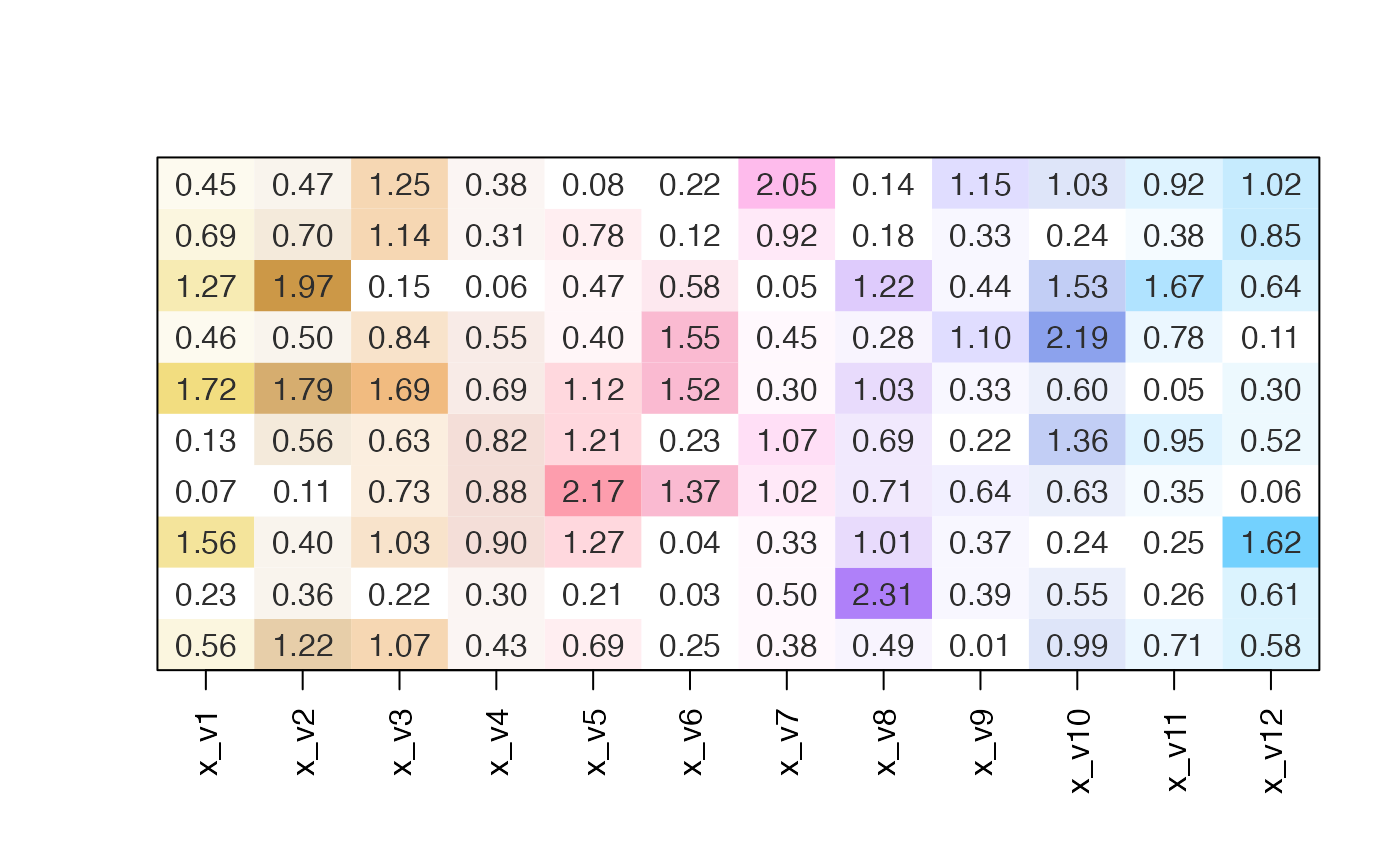 0.45 0.47 1.25 0.38 0.08 0.22 2.05 0.14 1.15 1.03 0.92 1.02
0.69 0.70 1.14 0.31 0.78 0.12 0.92 0.18 0.33 0.24 0.38 0.85
1.27 1.97 0.15 0.06 0.47 0.58 0.05 1.22 0.44 1.53 1.67 0.64
0.46 0.50 0.84 0.55 0.40 1.55 0.45 0.28 1.10 2.19 0.78 0.11
1.72 1.79 1.69 0.69 1.12 1.52 0.30 1.03 0.33 0.60 0.05 0.30
0.13 0.56 0.63 0.82 1.21 0.23 1.07 0.69 0.22 1.36 0.95 0.52
0.07 0.11 0.73 0.88 2.17 1.37 1.02 0.71 0.64 0.63 0.35 0.06
1.56 0.40 1.03 0.90 1.27 0.04 0.33 1.01 0.37 0.24 0.25 1.62
0.23 0.36 0.22 0.30 0.21 0.03 0.50 2.31 0.39 0.55 0.26 0.61
0.56 1.22 1.07 0.43 0.69 0.25 0.38 0.49 0.01 0.99 0.71 0.58
x_v1 x_v2 x_v3 x_v4 x_v5 x_v6 x_v7 x_v8 x_v9 x_v10 x_v11 x_v12